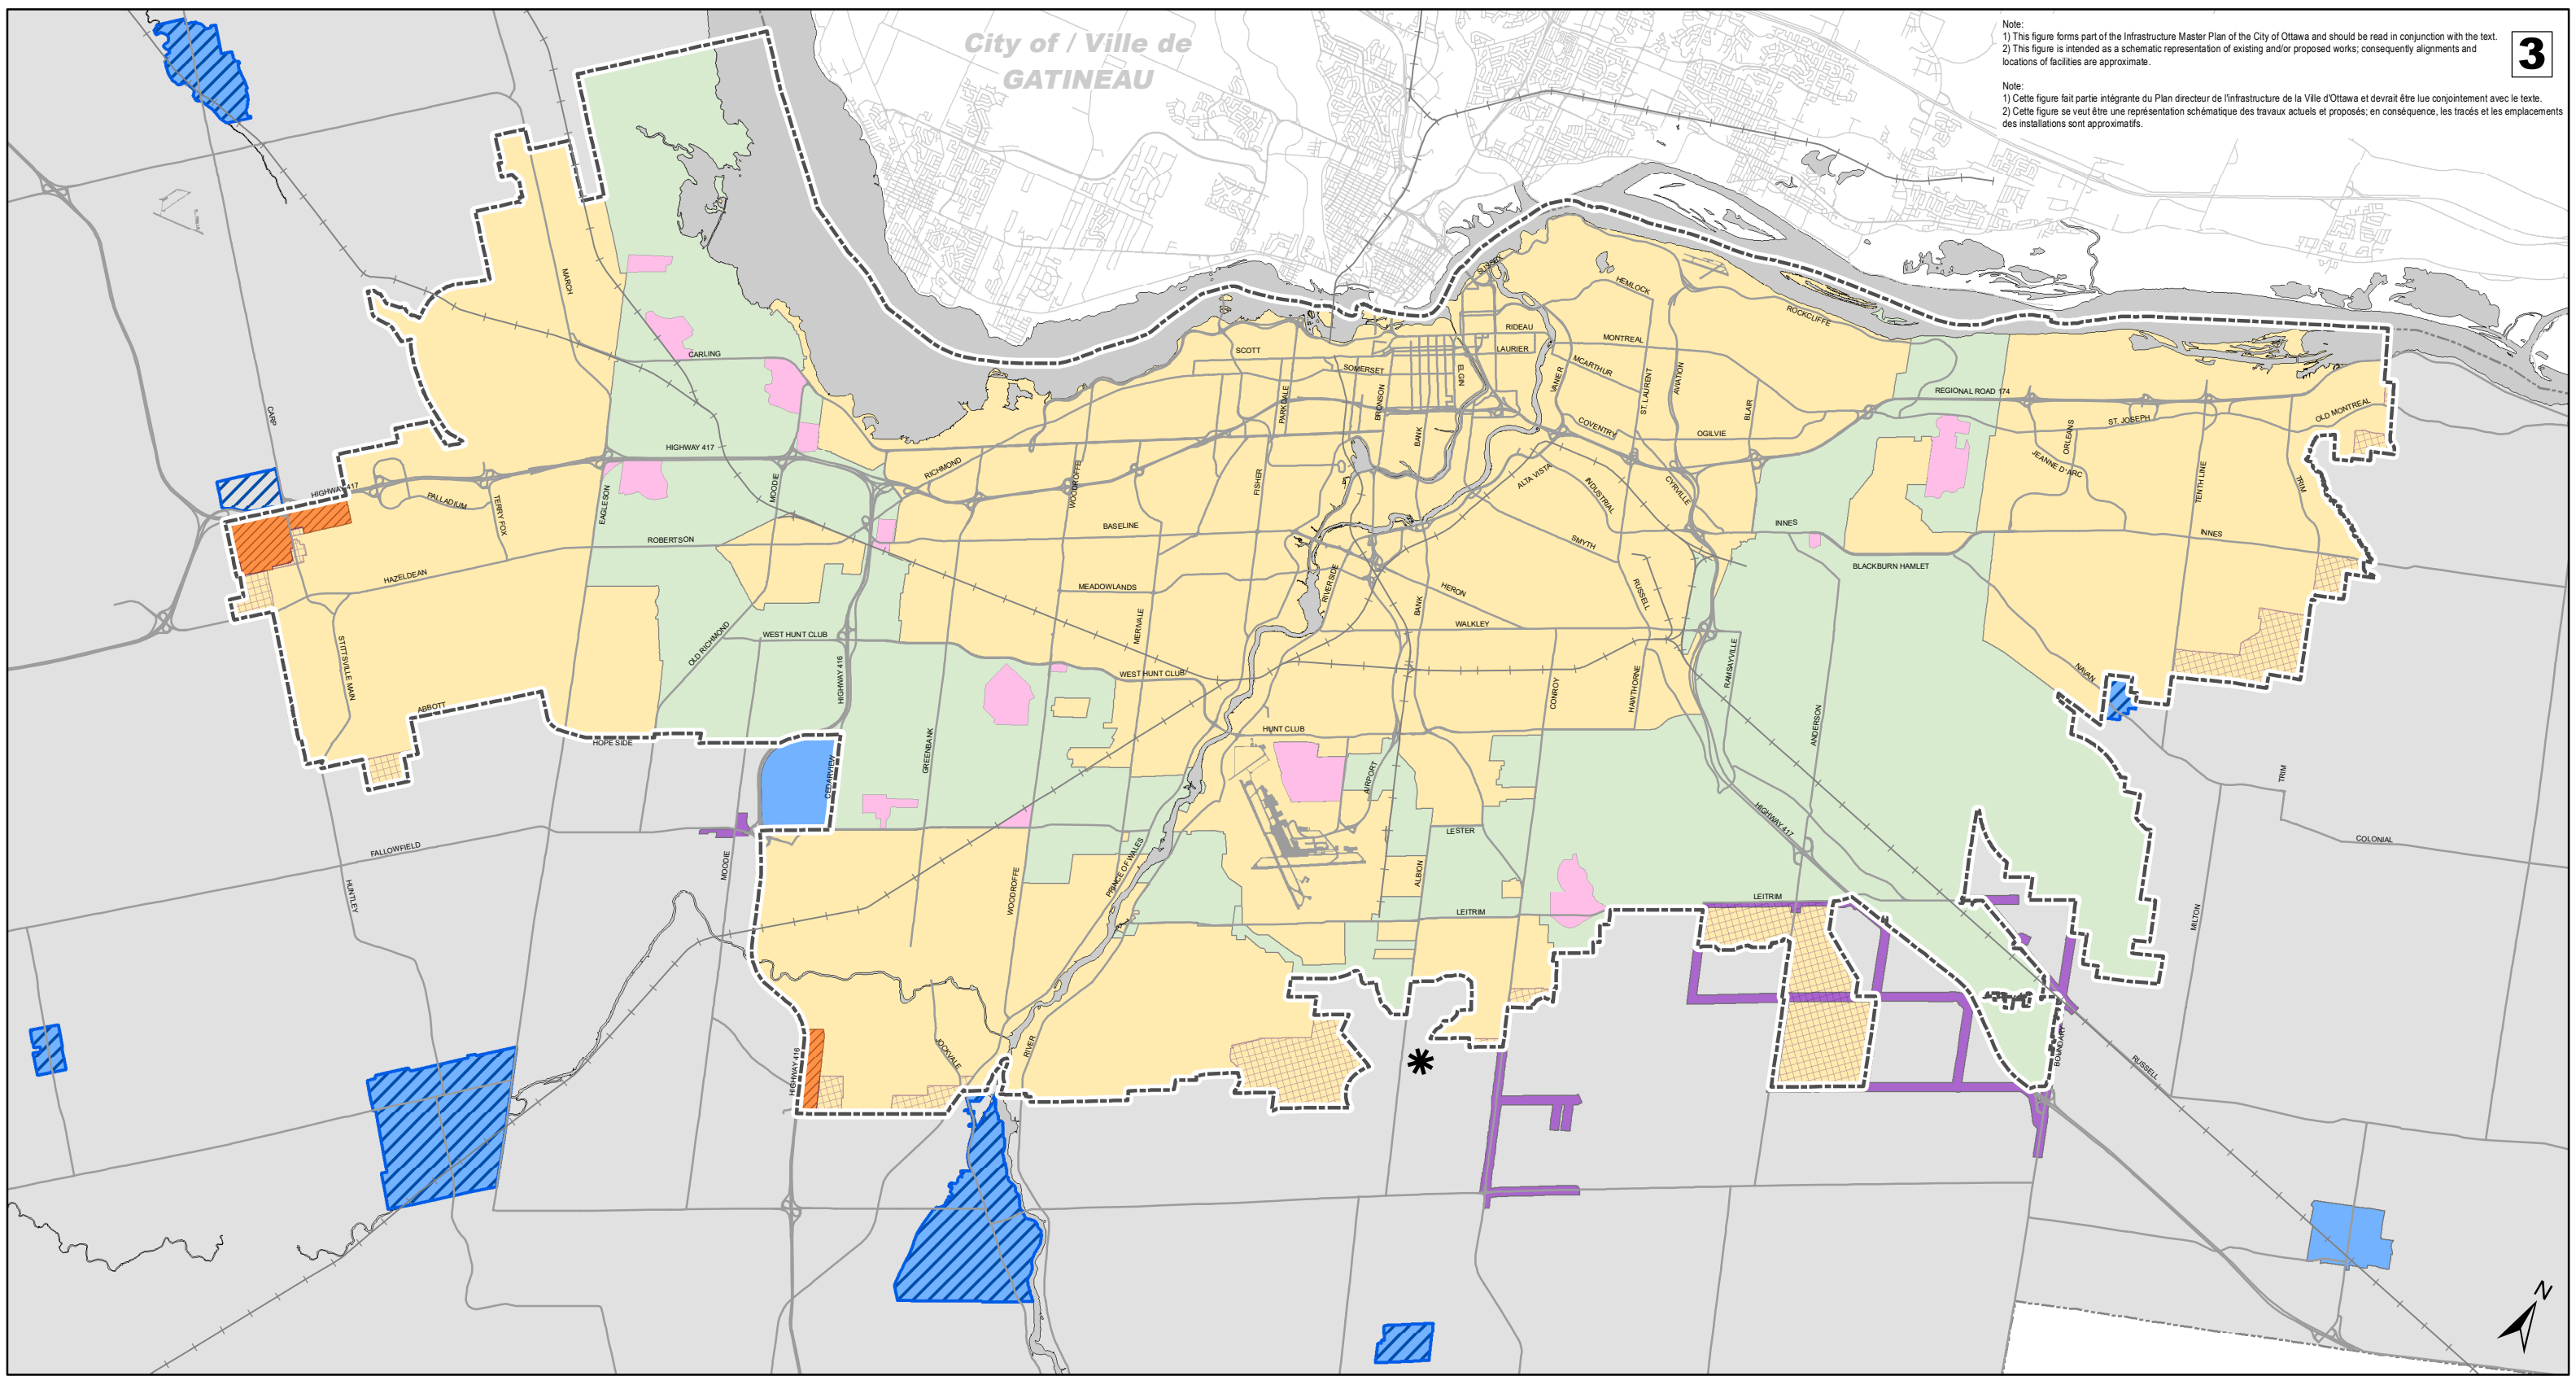 City of / Ville de
GATINEAU
Note:
1) This figure forms part of the Infrastructure Master Plan of the City of Ottawa and should be read in conjunction with the text.
2) This figure is intended as a schematic representation of existing and/or proposed works; consequently alignments and
locations of facilities are approximate.
Note:
1) Cette figure fait partie intégrante du Plan directeur de l'infrastructure de la Ville d'Ottawa et devrait être lue conjointement avec le texte.
2) Cette figure se veut être une représentation schématique des travaux actuels et proposés; en conséquence, les tracés et les emplacements
des installations sont approximatifs.
3
MARCH
SUSSEX
HEMLOCK
ROCKCLIFFE
CARLING
SCOTT
RIDEAU
LAURIER
MONTREAL
SOMERSET
MCARTHUR
ELGIN
VANIER
ST. LAURENT
AVIATION
PARKDALE
BRONSON
BLAIR
REGIONAL ROAD 174
CARP
BANK
COVENTRY
OGILVIE
ORLEANS
ST. JOSEPH
OLD MONTREAL
HIGHWAY 417
RICHMOND
WOODROFFE
FISHER
ALTA VISTA
INDUSTRIAL
CYRVILLE
JEANNE D'ARC
TENTH LINE
TRIM
HIGHWAY 417
PALLADIUM
TERRY FOX
EAGLESON
MOODIE
BASELINE
INNES
INNES
ROBERTSON
SMYTH
BLACKBURN HAMLET
HAZELDEAN
MEADOWLANDS
RIVERSIDE
HERON
RUSSELL
BANK
MERIVALE
WALKLEY
STITTSVILLE MAIN
OLD RICHMOND
WEST HUNT CLUB
HIGHWAY 416
WEST HUNT CLUB
CONROY
HAWTHORNE
RAMSAYVILLE
NAVAN
ABBOTT
HOPE SIDE
GREENBANK
HUNT CLUB
ANDERSON
CEDARVIEW
AIRPORT
TRIM
HIGHWAY 417
LESTER
COLONIAL
FALLOWFIELD
MOODIE
PRINCE OF WALES
ALBION
HUNTLEY
WOODROFFE
LEITRIM
LEITRIM
MILTON
JOCKVALE
RIVER
HIGHWAY 416
BOUNDARY
RUSSELL
N